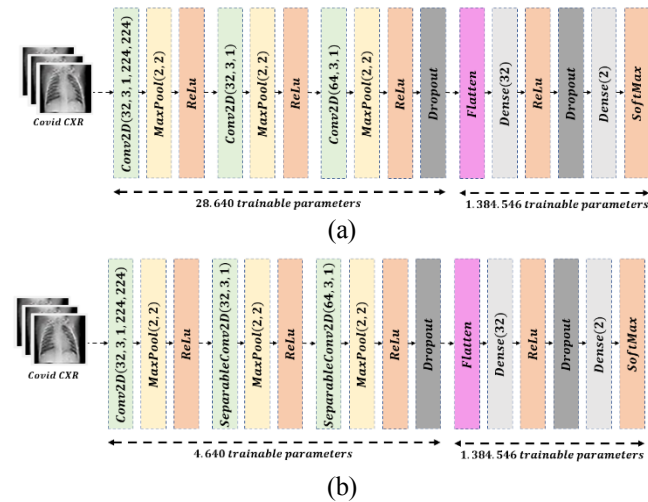 Covid CXR
Conv2D(32,3,1,224,224)
MaxPool(2,2)
ReLu
Conv2D(32,3,1)
MaxPool(2,2)
ReLu
Conv2D(64,3,1)
MaxPool(2,2)
ReLu
Dropout
Flatten
Dense(32)
ReLu
Dropout
Dense(2)
SoftMax
28.640 trainable parameters
1.384.546 trainable parameters
(a)
Covid CXR
Conv2D(32,3,1,224,224)
MaxPool(2,2)
ReLu
SeparableConv2D(32,3,1)
MaxPool(2,2)
ReLu
SeparableConv2D(64,3,1)
MaxPool(2,2)
ReLu
Dropout
Flatten
Dense(32)
ReLu
Dropout
Dense(2)
SoftMax
4.640 trainable parameters
1.384.546 trainable parameters
(b)